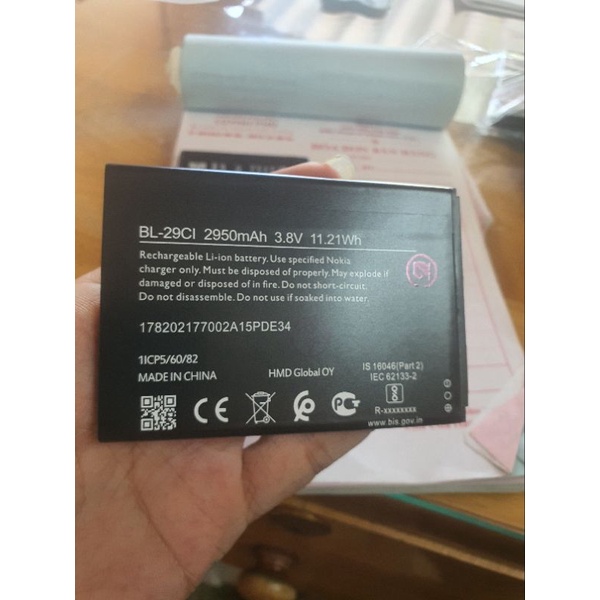 BL-29CI 2950mAh 3.8V 11.21Wh
Rechargeable Li-ion battery. Use specified Nokia
charger only. Must be disposed of properly. May explode if
damaged or disposed of in fire. Do not short-circuit.
Do not disassemble. Do not use if soaked into water.
178202177002A15PDE34
1ICP5/60/82
MADE IN CHINA
HMD Global OY
IS 16046(Part 2)
IEC 62133-2
CE
R-xxxxxxxx
www.bis.gov.in